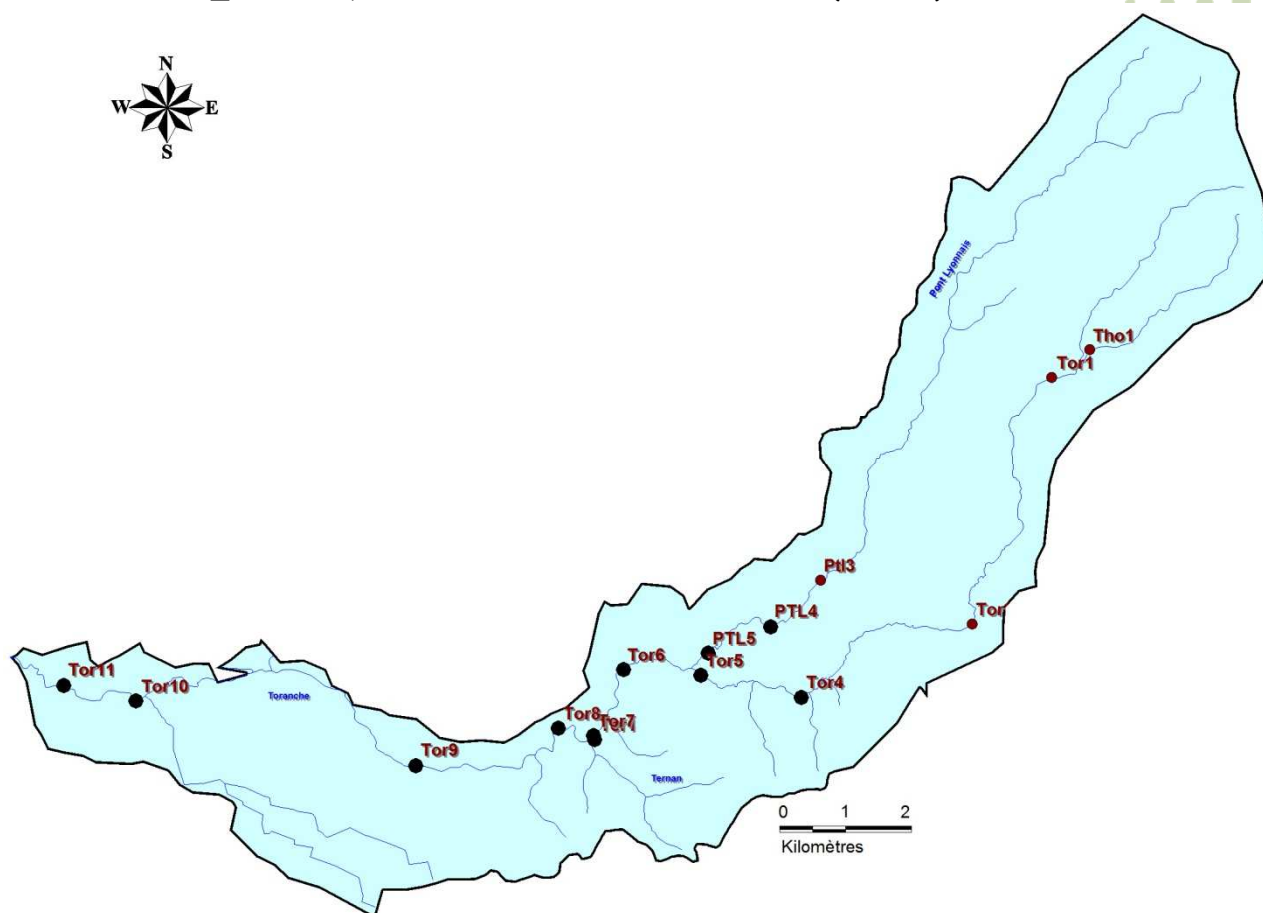 N
W E
S
Pont Lyonnais
Tho1
Tor1
Ptl3
Tor
PTL4
PTL5
Tor6
Tor5
Tor4
Tor11
Tor10
Toranche
Tor8
Tor7
Tor9
Ternan
0 1 2
Kilomètres